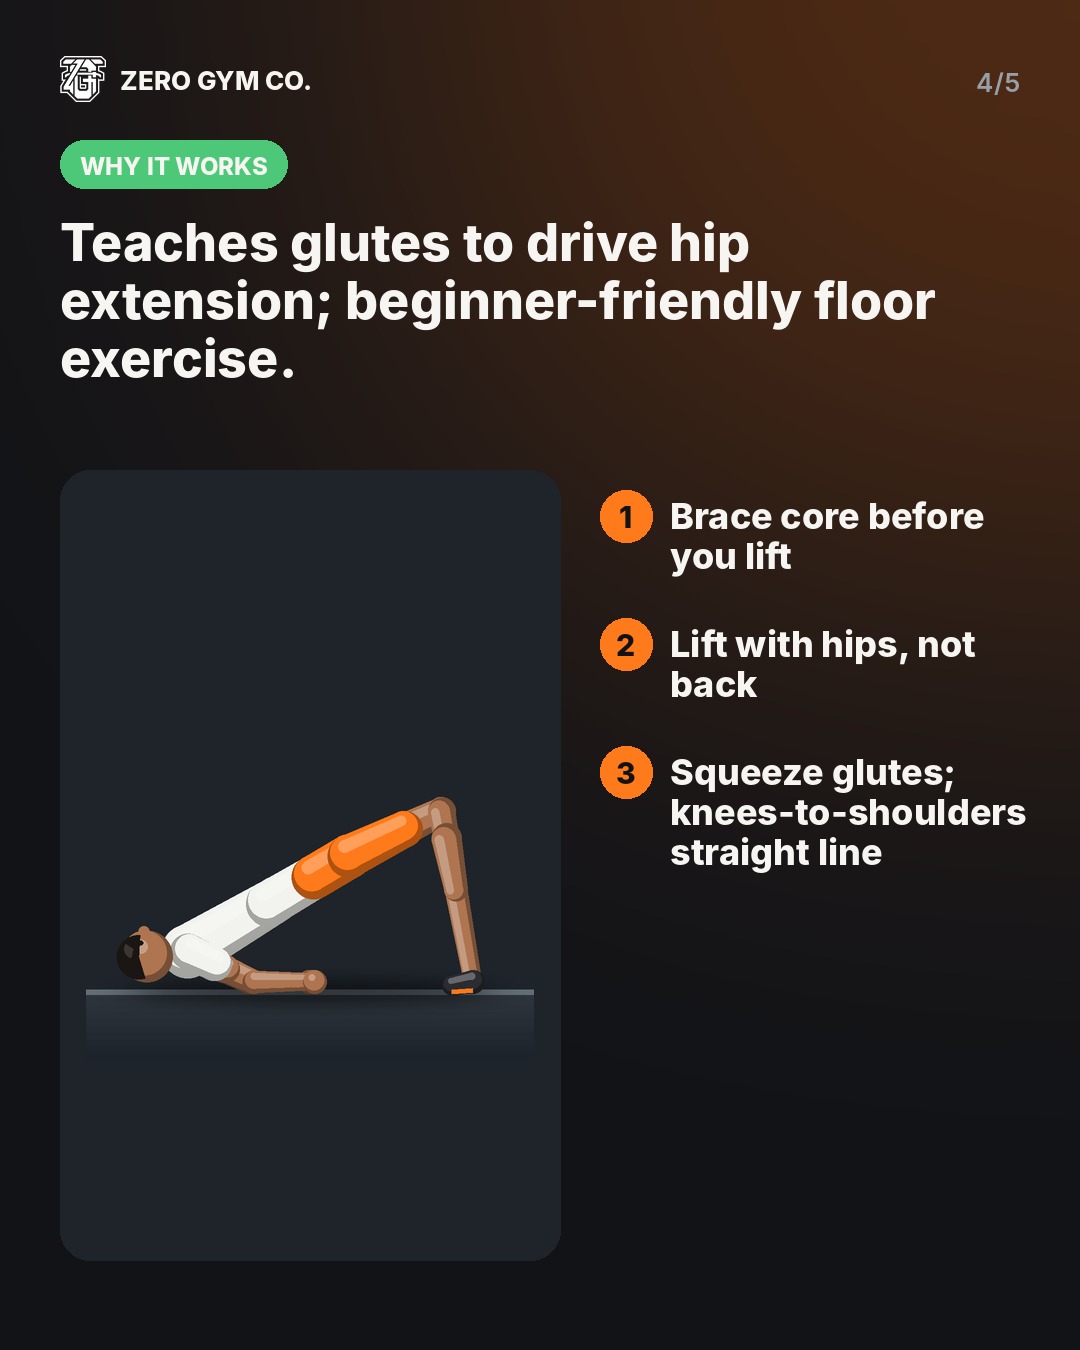 ZERO GYM CO.
4/5
WHY IT WORKS
Teaches glutes to drive hip
extension; beginner-friendly floor
exercise.
1 Brace core before
you lift
2 Lift with hips, not
back
3 Squeeze glutes;
knees-to-shoulders
straight line